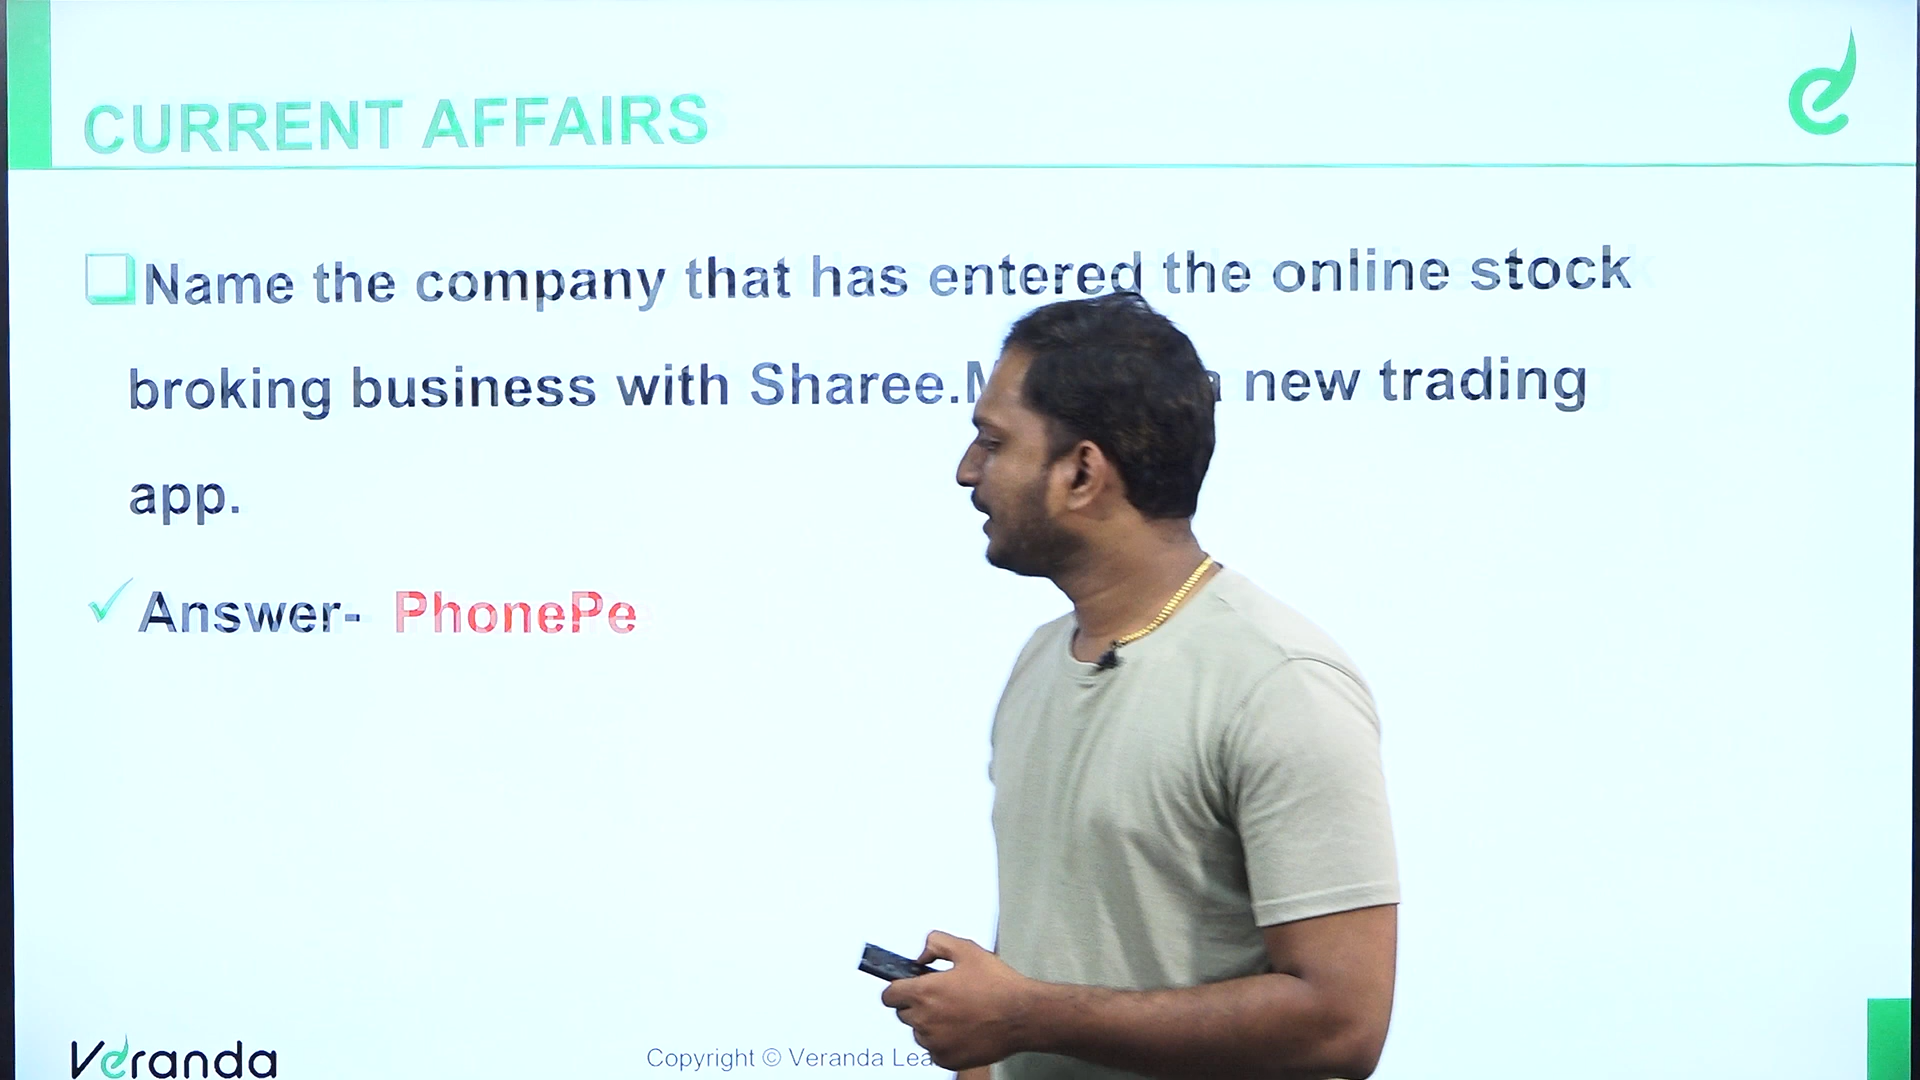 CURRENT AFFAIRS
Name the company that has entered the online stock
broking business with Sharee. a new trading
app.
Answer- PhonePe
Veranda
Copyright © Veranda